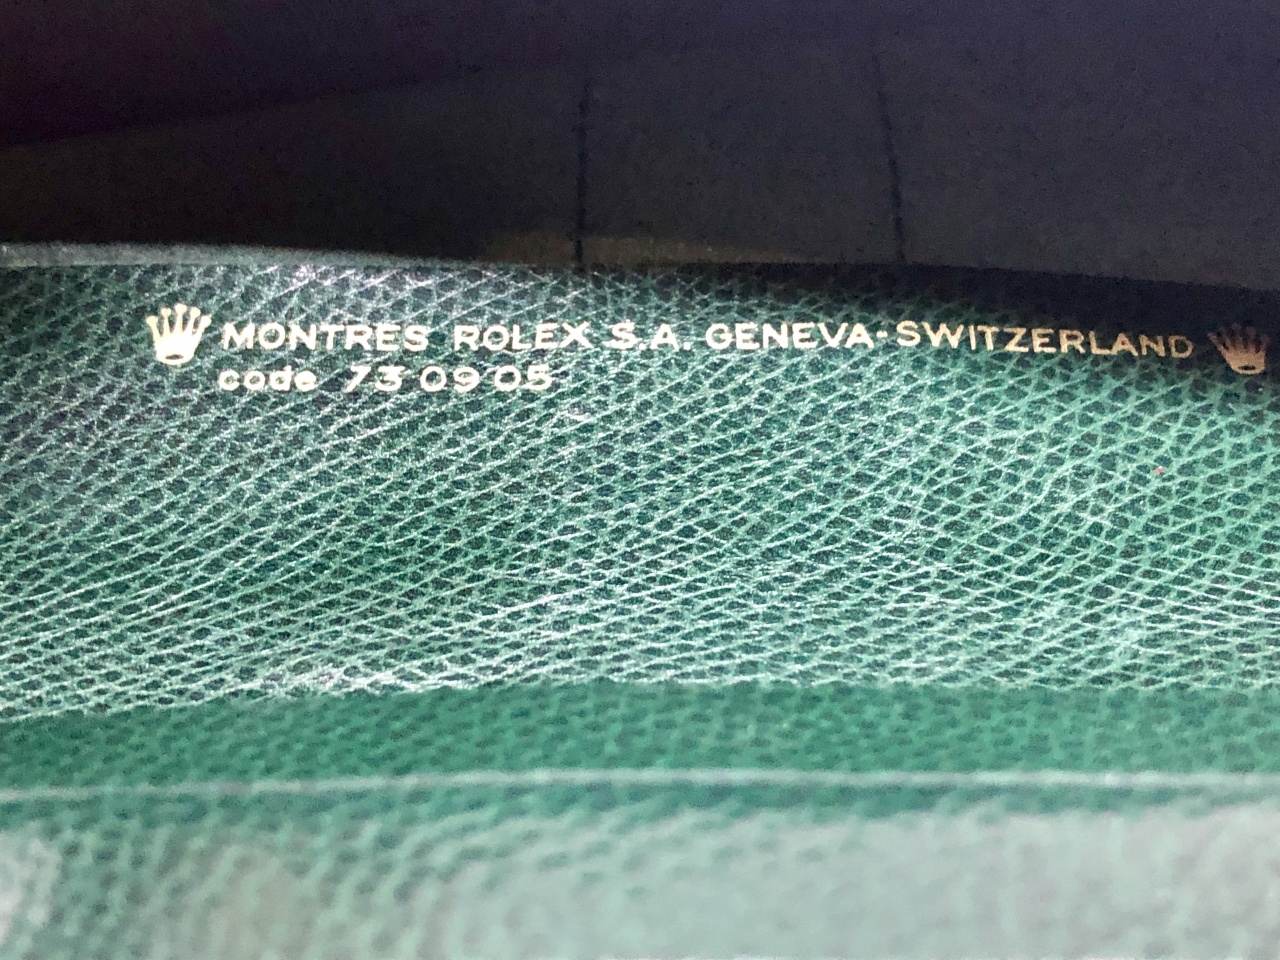 MONTRES ROLEX S.A. GENEVA-SWITZERLAND
code 73 09 05